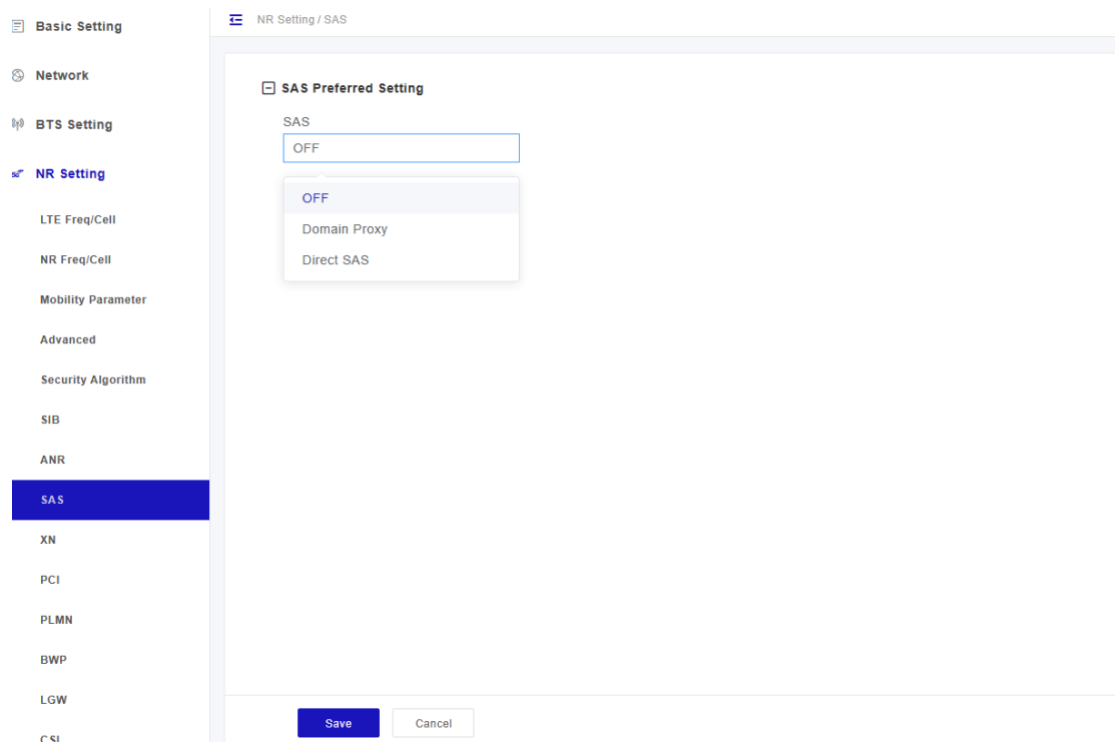 Basic Setting
Network
BTS Setting
NR Setting
LTE Freq/Cell
NR Freq/Cell
Mobility Parameter
Advanced
Security Algorithm
SIB
ANR
SAS
XN
PCI
PLMN
BWP
LGW
NR Setting / SAS
SAS Preferred Setting
SAS
OFF
OFF
Domain Proxy
Direct SAS
Save
Cancel